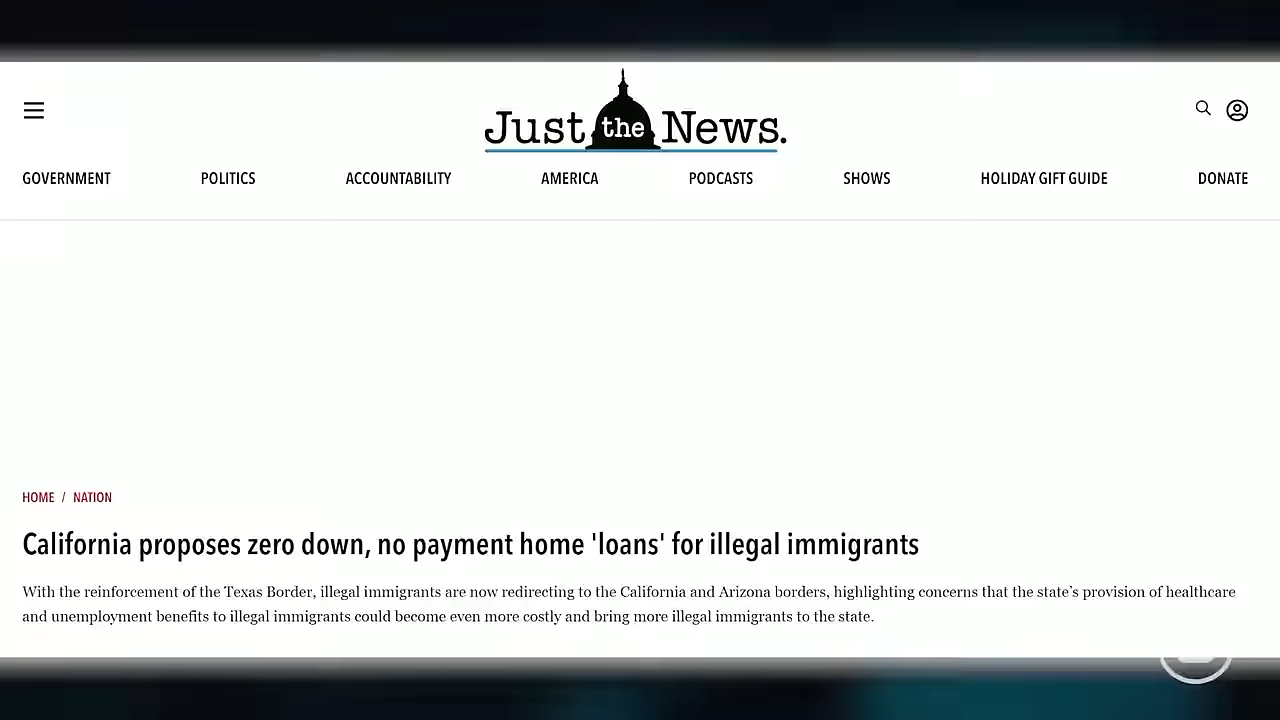 Just the News.
GOVERNMENT POLITICS ACCOUNTABILITY AMERICA PODCASTS SHOWS HOLIDAY GIFT GUIDE DONATE
HOME / NATION
California proposes zero down, no payment home 'loans' for illegal immigrants
With the reinforcement of the Texas Border, illegal immigrants are now redirecting to the California and Arizona borders, highlighting concerns that the state’s provision of healthcare
and unemployment benefits to illegal immigrants could become even more costly and bring more illegal immigrants to the state.